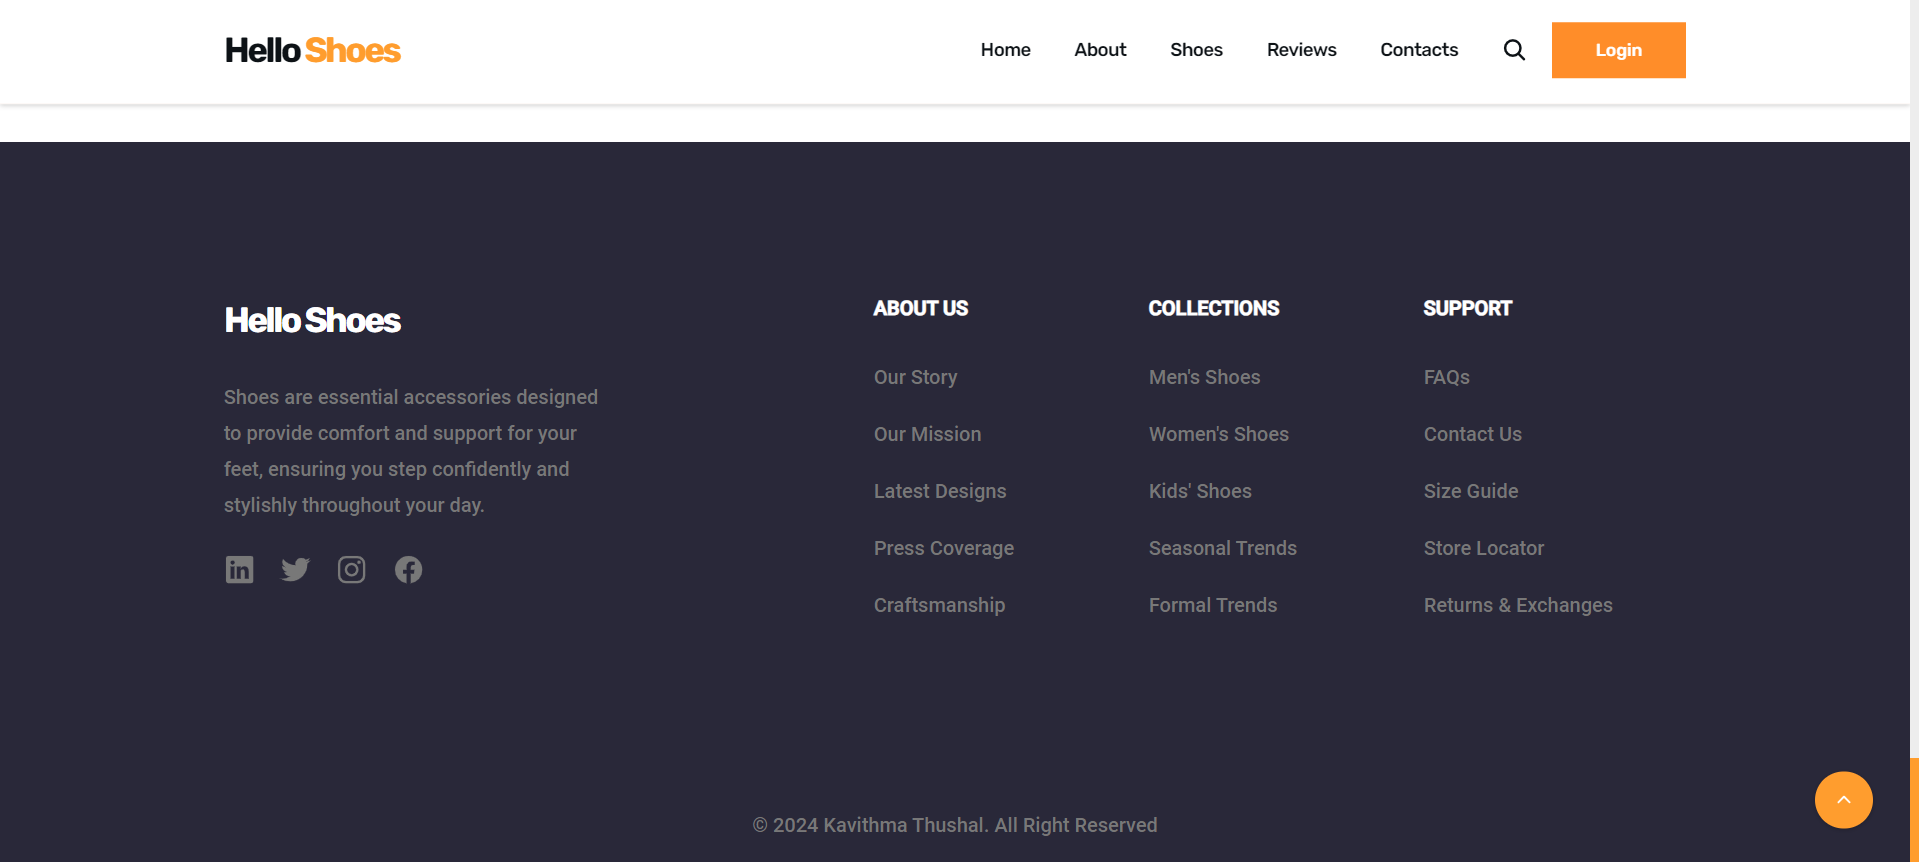 Hello Shoes
Home About Shoes Reviews Contacts Login
Hello Shoes
Shoes are essential accessories designed
to provide comfort and support for your
feet, ensuring you step confidently and
stylishly throughout your day.
ABOUT US
Our Story
Our Mission
Latest Designs
Press Coverage
Craftsmanship
COLLECTIONS
Men's Shoes
Women's Shoes
Kids' Shoes
Seasonal Trends
Formal Trends
SUPPORT
FAQs
Contact Us
Size Guide
Store Locator
Returns & Exchanges
© 2024 Kavithma Thushal. All Right Reserved